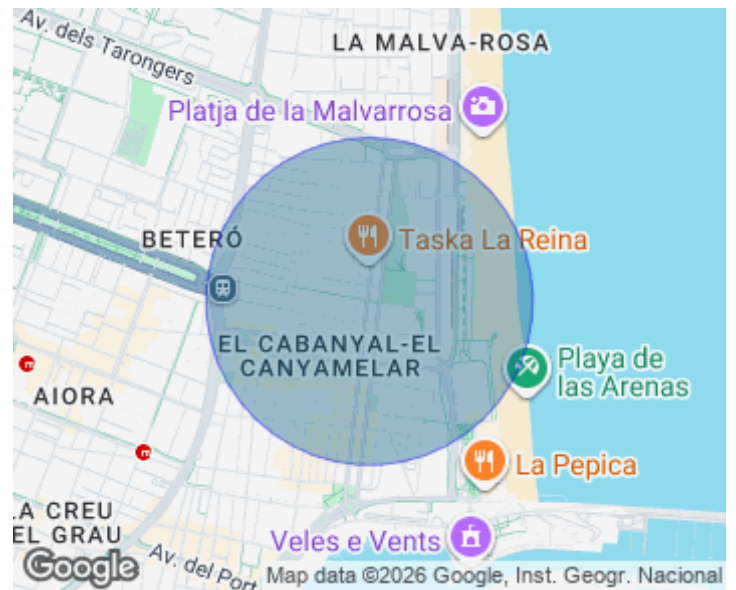 Av. dels Tarongers
LA MALVA-ROSA
Platja de la Malvarrosa
BETERÓ
Taska La Reina
EL CABANYAL-EL
CANYAMELAR
Playa de
las Arenas
AIORA
La Pepica
LA CREU
EL GRAU
Veles e Vents
Av. del Port
Google
Map data ©2026 Google, Inst. Geogr. Nacional